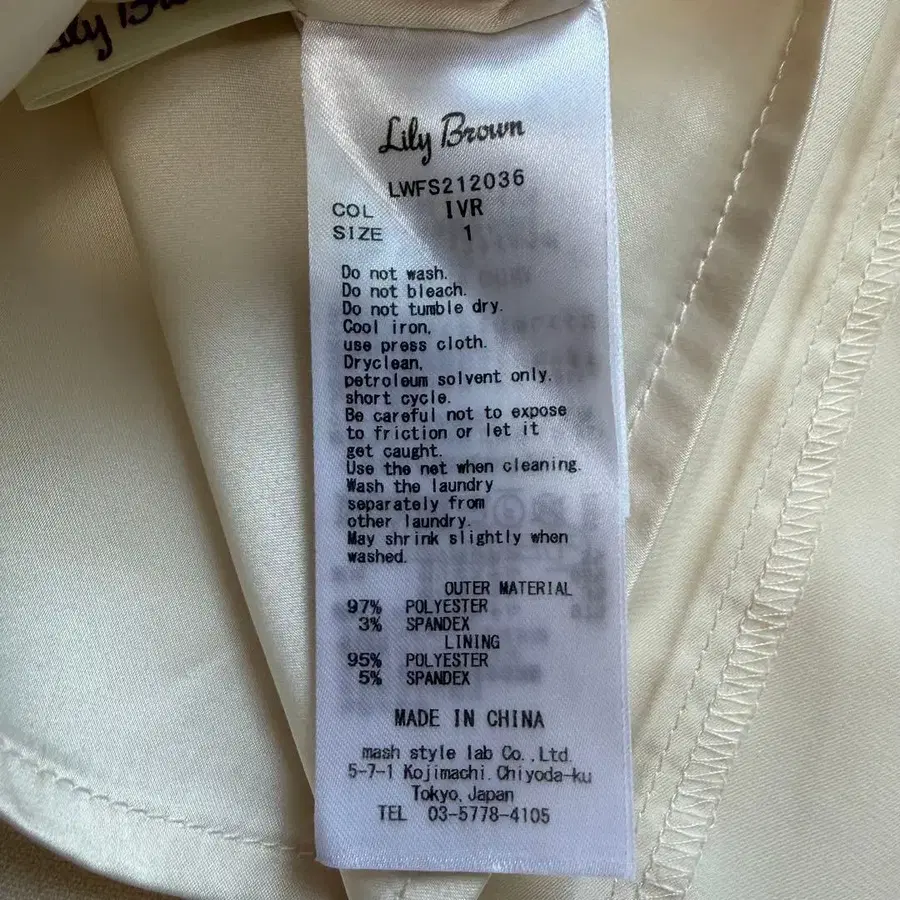 Lily Brown
LWFS212036
COL IVR
SIZE 1
Do not wash.
Do not bleach.
Do not tumble dry.
Cool iron,
use press cloth.
Dryclean,
petroleum solvent only.
short cycle.
Be careful not to expose
to friction or let it
get caught.
Use the net when cleaning.
Wash the laundry
separately from
other laundry.
May shrink slightly when
washed.
OUTER MATERIAL
97% POLYESTER
3% SPANDEX
LINING
95% POLYESTER
5% SPANDEX
MADE IN CHINA
mash style lab Co.,Ltd.
5-7-1 Kojimachi.Chiyoda-ku
Tokyo.Japan
TEL 03-5778-4105